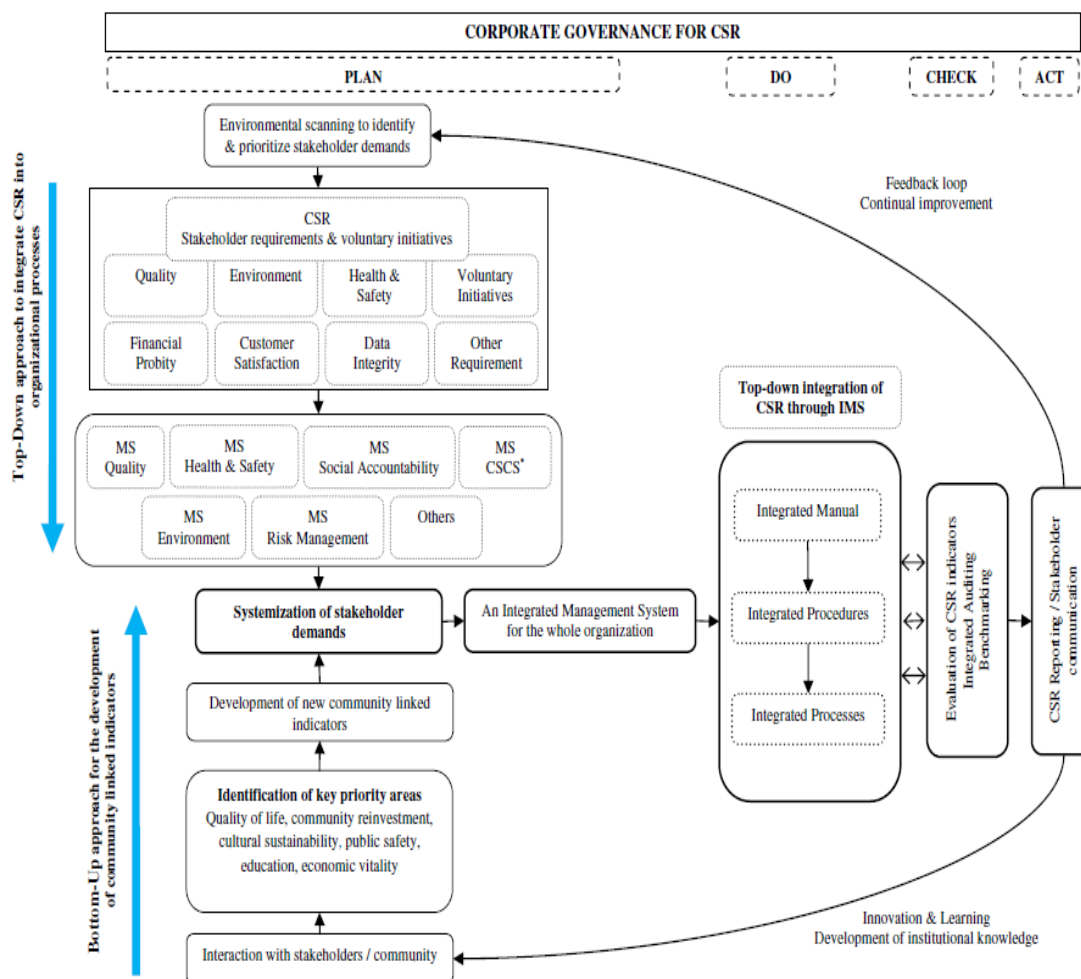 CORPORATE GOVERNANCE FOR CSR
PLAN
DO
CHECK
ACT
Environmental scanning to identify
& prioritize stakeholder demands
Feedback loop
Continual improvement
Top-Down approach to integrate CSR into
organizational processes
CSR
Stakeholder requirements & voluntary initiatives
Quality
Environment
Health &
Safety
Voluntary
Initiatives
Financial
Probity
Customer
Satisfaction
Data
Integrity
Other
Requirement
MS
Quality
MS
Health & Safety
MS
Social Accountability
MS
CSCS*
MS
Environment
MS
Risk Management
Others
Systemization of stakeholder
demands
An Integrated Management System
for the whole organization
Top-down integration of
CSR through IMS
Integrated Manual
Integrated Procedures
Integrated Processes
Evaluation of CSR indicators
Integrated Auditing
Benchmarking
CSR Reporting / Stakeholder
communication
Bottom-Up approach for the development
of community linked indicators
Development of new community linked
indicators
Identification of key priority areas
Quality of life, community reinvestment,
cultural sustainability, public safety,
education, economic vitality
Interaction with stakeholders / community
Innovation & Learning
Development of institutional knowledge